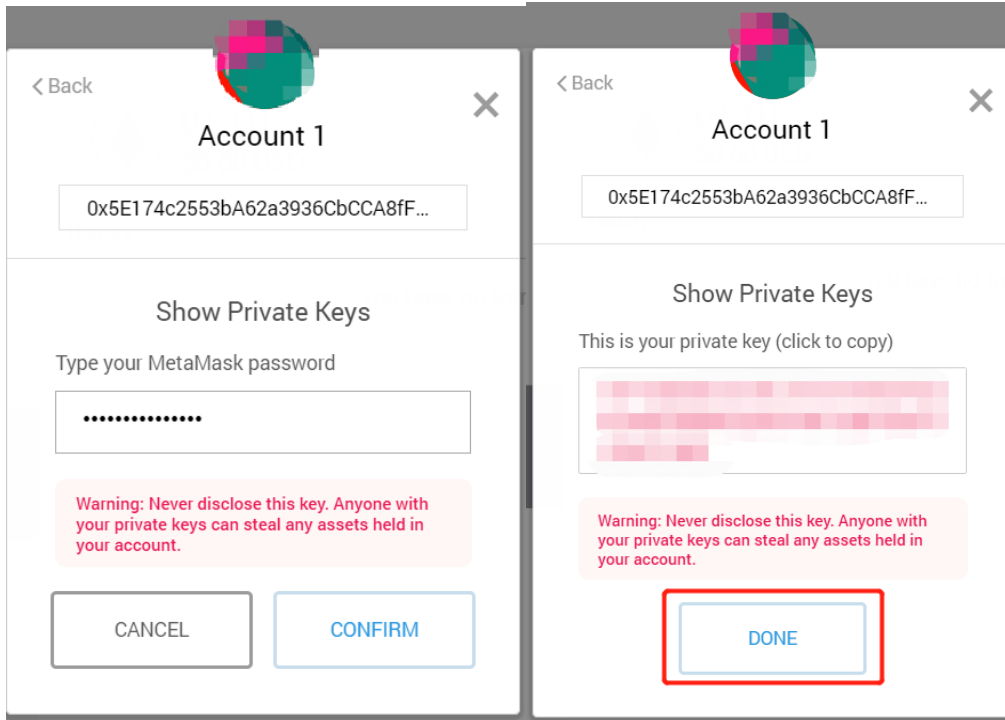 Back
Account 1
0x5E174c2553bA62a3936CbCCA8fF...
Show Private Keys
Type your MetaMask password
•••••••••••••••
Warning: Never disclose this key. Anyone with
your private keys can steal any assets held in
your account.
CANCEL
CONFIRM
Back
Account 1
0x5E174c2553bA62a3936CbCCA8fF...
Show Private Keys
This is your private key (click to copy)
Warning: Never disclose this key. Anyone with
your private keys can steal any assets held in
your account.
DONE